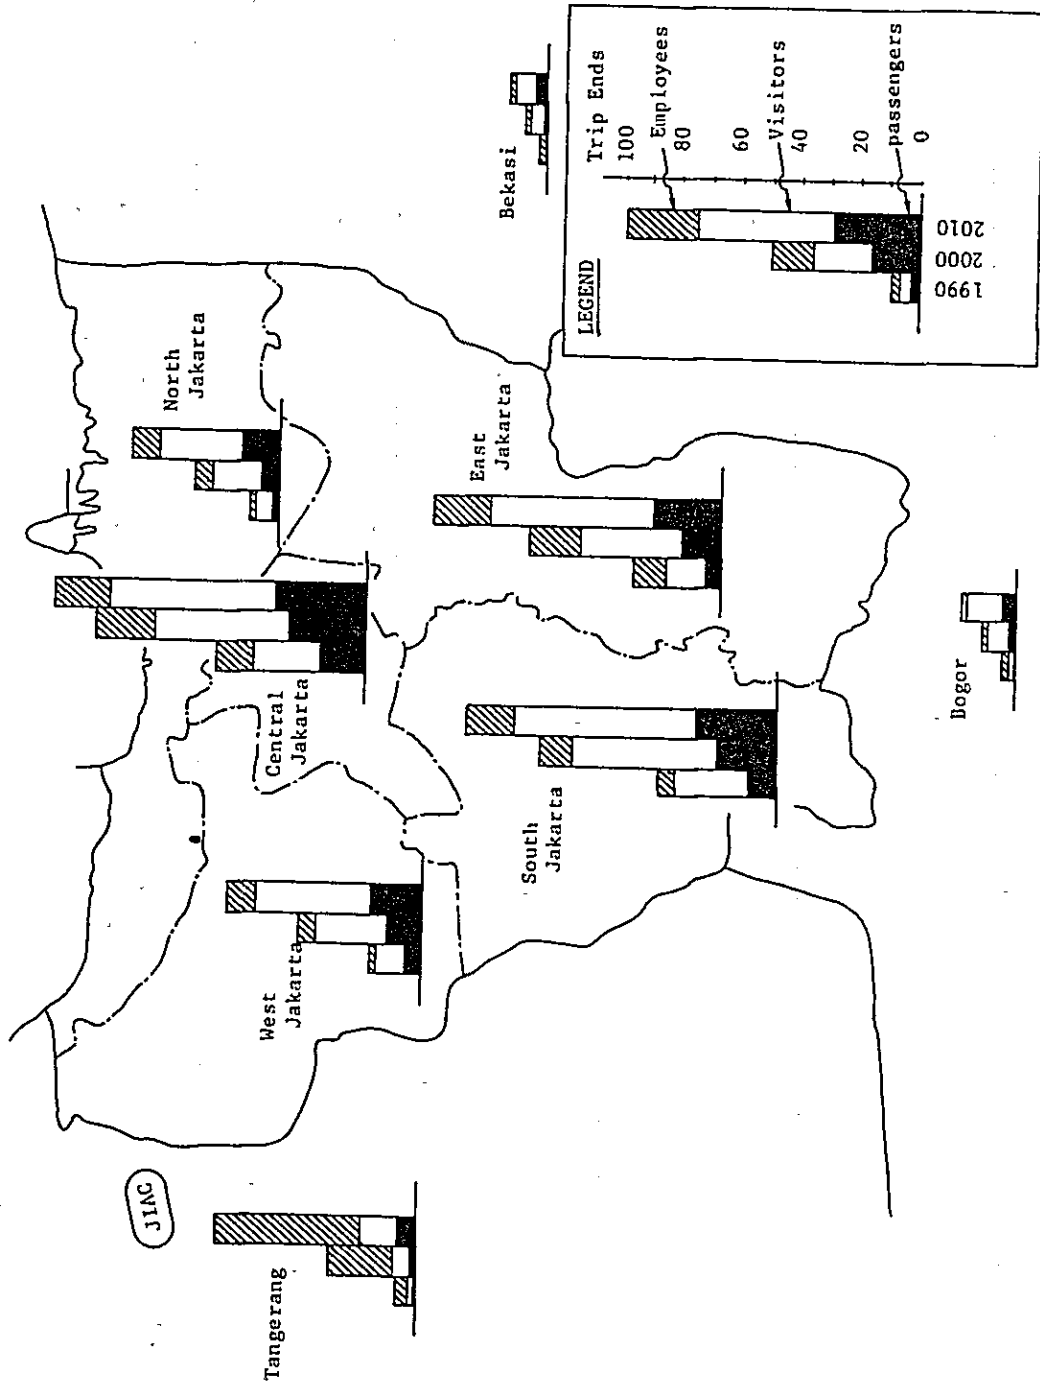 JIAC
Tangerang
West
Jakarta
Central
Jakarta
North
Jakarta
South
Jakarta
East
Jakarta
Bekasi
Bogor
LEGEND
Trip Ends
100
80
60
40
20
0
Employees
Visitors
passengers
1990
2000
2010